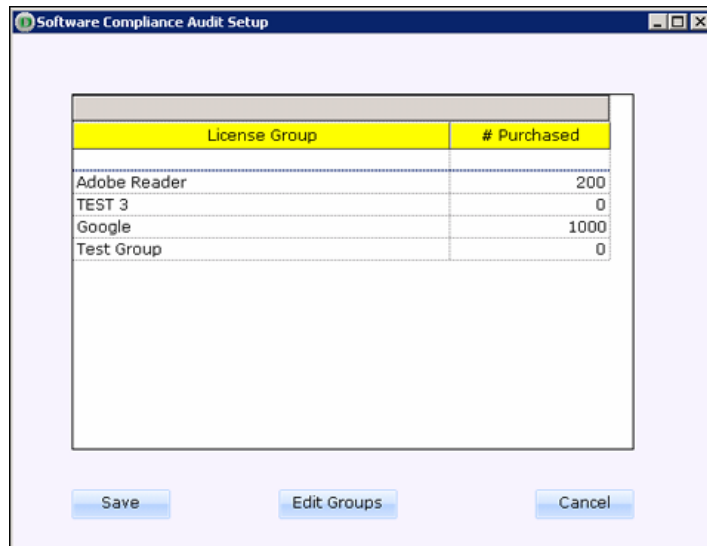 Software Compliance Audit Setup
License Group # Purchased
Adobe Reader 200
TEST 3 0
Google 1000
Test Group 0
Save Edit Groups Cancel